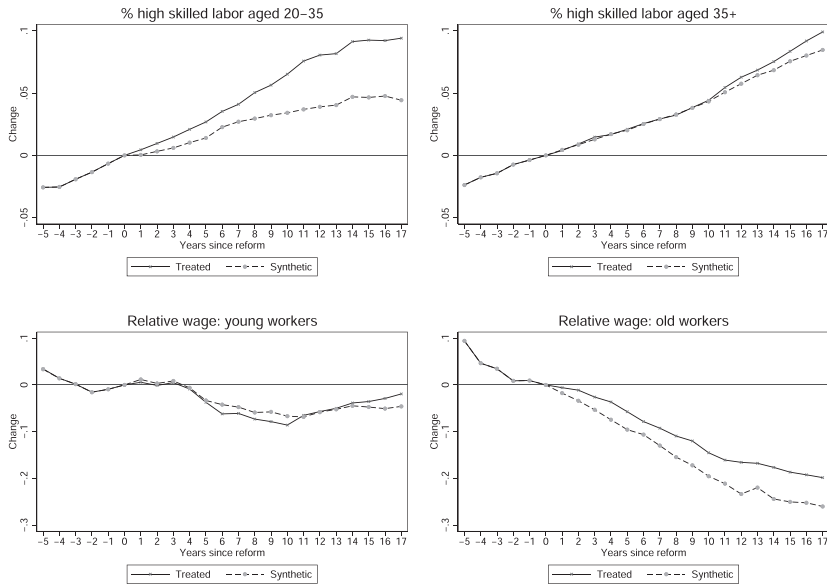 % high skilled labor aged 20–35
% high skilled labor aged 35+
Change
.1
.05
0
-.05
-5 -4 -3 -2 -1 0 1 2 3 4 5 6 7 8 9 10 11 12 13 14 15 16 17
Years since reform
Treated Synthetic
Change
.1
.05
0
-.05
-5 -4 -3 -2 -1 0 1 2 3 4 5 6 7 8 9 10 11 12 13 14 15 16 17
Years since reform
Treated Synthetic
Relative wage: young workers
Relative wage: old workers
Change
.1
0
-.1
-.2
-.3
-5 -4 -3 -2 -1 0 1 2 3 4 5 6 7 8 9 10 11 12 13 14 15 16 17
Years since reform
Treated Synthetic
Change
.1
0
-.1
-.2
-.3
-5 -4 -3 -2 -1 0 1 2 3 4 5 6 7 8 9 10 11 12 13 14 15 16 17
Years since reform
Treated Synthetic